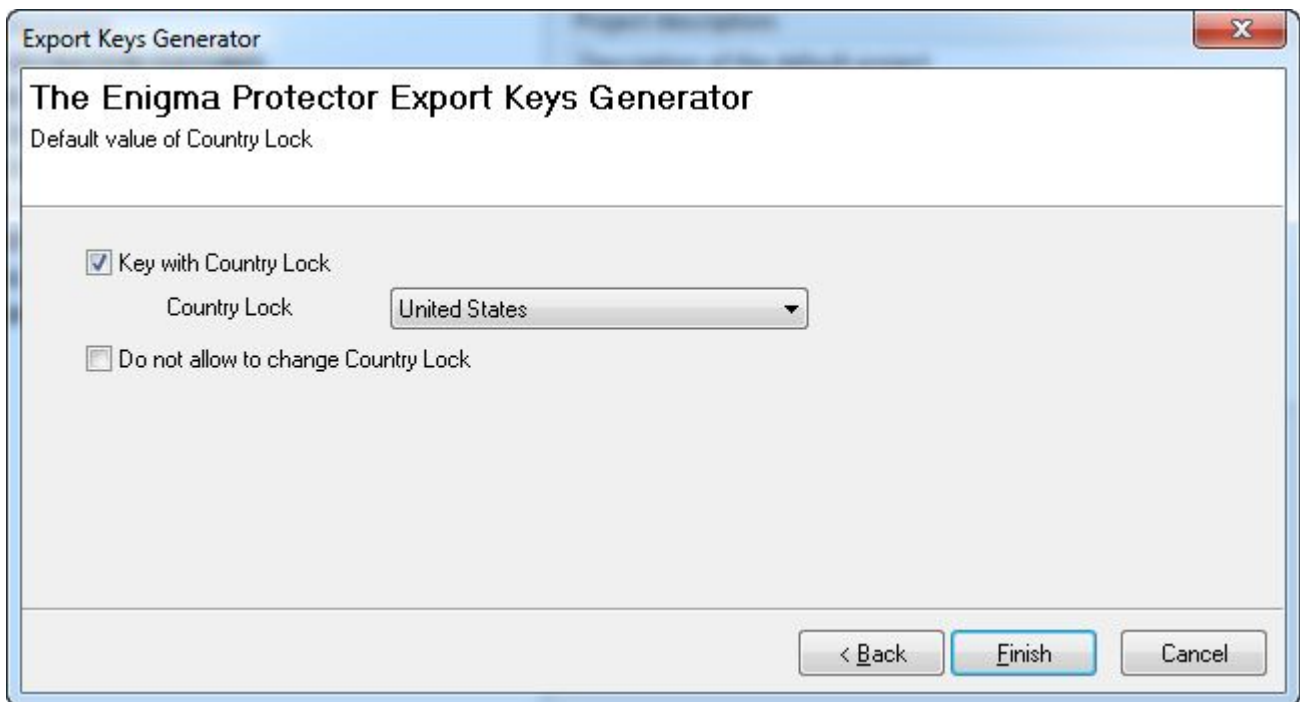 Export Keys Generator
The Enigma Protector Export Keys Generator
Default value of Country Lock
Key with Country Lock
Country Lock United States
Do not allow to change Country Lock
< Back Finish Cancel